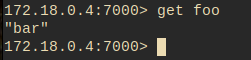 172.18.0.4:7000> get foo
"bar"
172.18.0.4:7000>